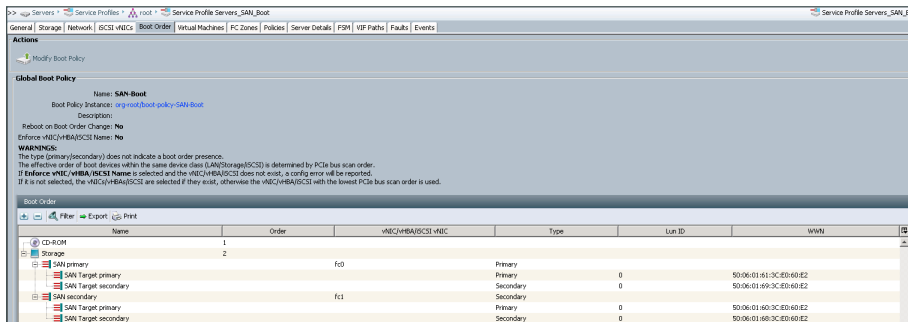 >> Servers Service Profiles root Service Profile Servers_SAN_Boot Service Profile Servers_SAN_B
General Storage Network iSCSI vNICs Boot Order Virtual Machines FC Zones Policies Server Details FSM VIF Paths Faults Events
Actions
Modify Boot Policy
Global Boot Policy
Name: SAN-Boot
Boot Policy Instance: org-root/boot-policy-SAN-Boot
Description:
Reboot on Boot Order Change: No
Enforce vNIC/vHBA/iSCSI Name: No
WARNINGS:
The type (primary/secondary) does not indicate a boot order presence.
The effective order of boot devices within the same device class (LAN/Storage/iSCSI) is determined by PCIe bus scan order.
If Enforce vNIC/vHBA/iSCSI Name is selected and the vNIC/vHBA/iSCSI does not exist, a config error will be reported.
If it is not selected, the vNICs/vHBAs/iSCSI are selected if they exist, otherwise the vNIC/vHBA/iSCSI with the lowest PCIe bus scan order is used.
Boot Order
Filter Export Print
Name Order vNIC/vHBA/iSCSI vNIC Type Lun ID WWN
CD-ROM 1
Storage 2
SAN primary fc0 Primary
SAN Target primary Primary 0 50:06:01:61:3C:E0:60:E2
SAN Target secondary Secondary 0 50:06:01:69:3C:E0:60:E2
SAN secondary fc1 Secondary
SAN Target primary Primary 0 50:06:01:60:3C:E0:60:E2
SAN Target secondary Secondary 0 50:06:01:68:3C:E0:60:E2